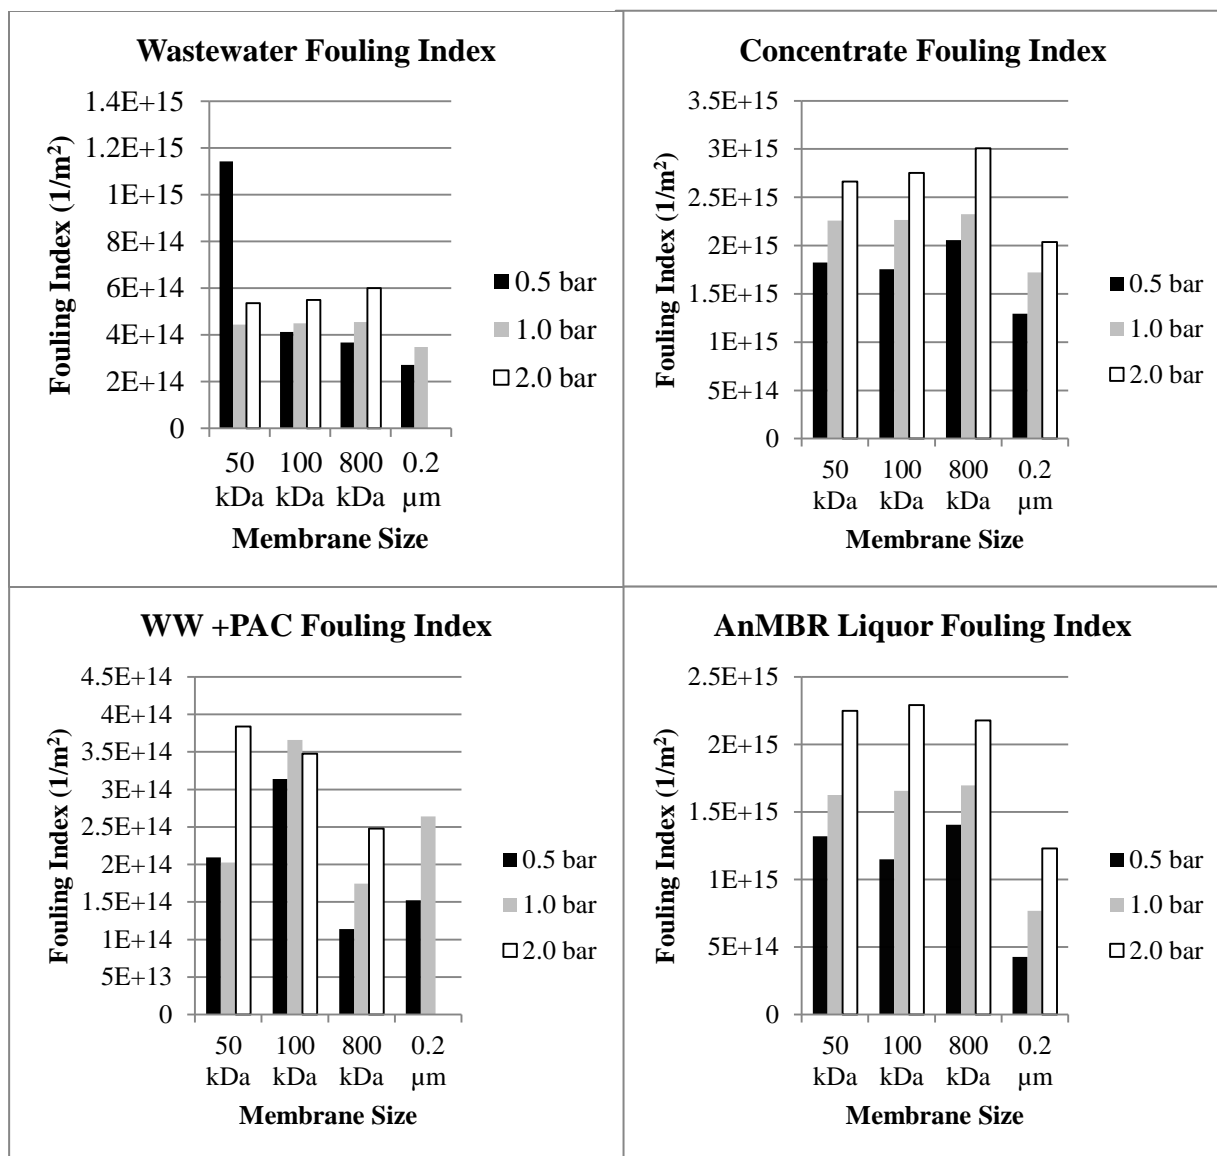 Wastewater Fouling Index
Fouling Index (1/m²)
1.4E+15
1.2E+15
1E+15
8E+14
6E+14
4E+14
2E+14
0
50 kDa
100 kDa
800 kDa
0.2 µm
Membrane Size
0.5 bar
1.0 bar
2.0 bar
Concentrate Fouling Index
Fouling Index (1/m²)
3.5E+15
3E+15
2.5E+15
2E+15
1.5E+15
1E+15
5E+14
0
50 kDa
100 kDa
800 kDa
0.2 µm
Membrane Size
0.5 bar
1.0 bar
2.0 bar
WW +PAC Fouling Index
Fouling Index (1/m²)
4.5E+14
4E+14
3.5E+14
3E+14
2.5E+14
2E+14
1.5E+14
1E+14
5E+13
0
50 kDa
100 kDa
800 kDa
0.2 µm
Membrane Size
0.5 bar
1.0 bar
2.0 bar
AnMBR Liquor Fouling Index
Fouling Index (1/m²)
2.5E+15
2E+15
1.5E+15
1E+15
5E+14
0
50 kDa
100 kDa
800 kDa
0.2 µm
Membrane Size
0.5 bar
1.0 bar
2.0 bar